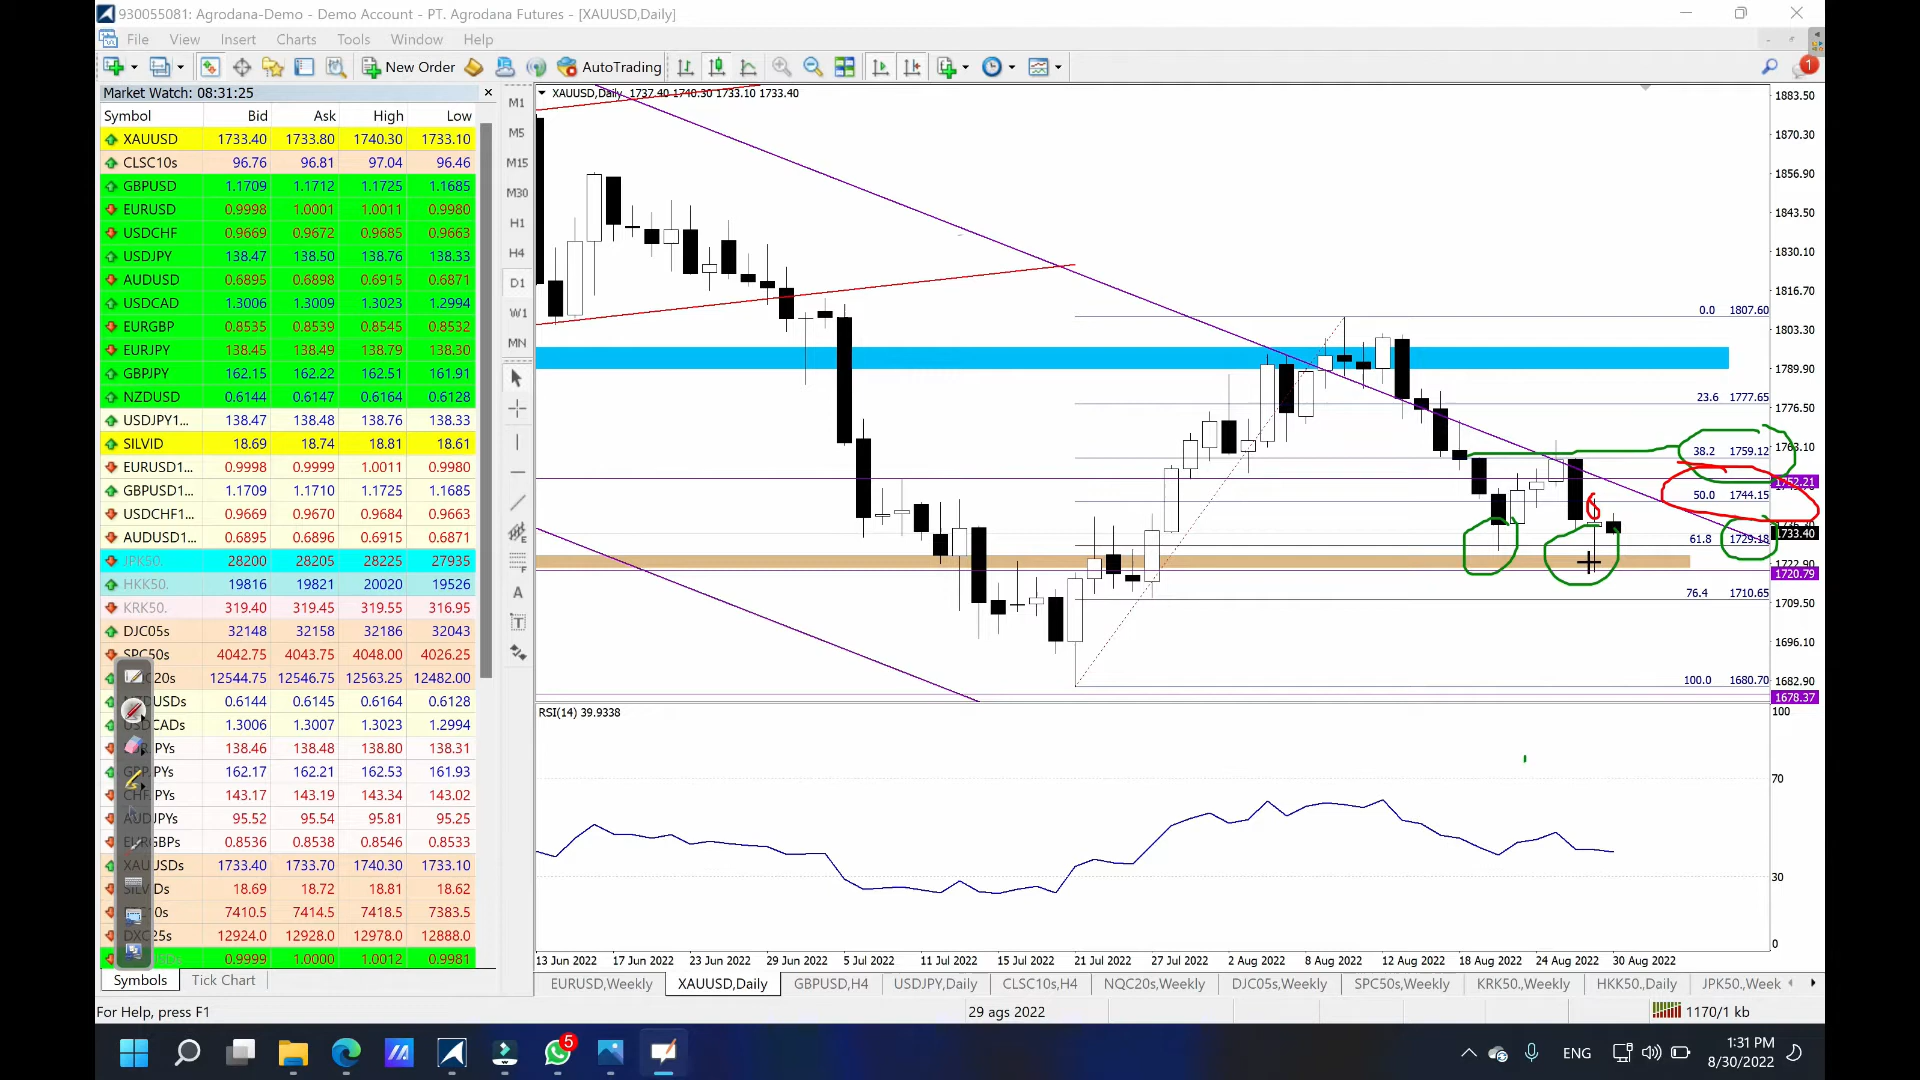 930055081: Agrodana-Demo - Demo Account - PT. Agrodana Futures - [XAUUSD,Daily]
File View Insert Charts Tools Window Help
New Order AutoTrading 1
Market Watch: 08:31:25
Symbol Bid Ask High Low
XAUUSD 1733.40 1733.80 1740.30 1733.10
CLSC10s 96.76 96.81 97.04 96.46
GBPUSD 1.1709 1.1712 1.1725 1.1685
EURUSD 0.9998 1.0001 1.0011 0.9980
USDCHF 0.9669 0.9672 0.9685 0.9663
USDJPY 138.47 138.50 138.76 138.33
AUDUSD 0.6895 0.6898 0.6915 0.6871
USDCAD 1.3006 1.3009 1.3023 1.2994
EURGBP 0.8535 0.8539 0.8545 0.8532
EURJPY 138.45 138.49 138.79 138.30
GBPJPY 162.15 162.22 162.51 161.91
NZDUSD 0.6144 0.6147 0.6164 0.6128
USDJPY1... 138.47 138.48 138.76 138.33
SILVID 18.69 18.74 18.81 18.61
EURUSD1... 0.9998 0.9999 1.0011 0.9980
GBPUSD1... 1.1709 1.1710 1.1725 1.1685
USDCHF1... 0.9669 0.9670 0.9684 0.9663
AUDUSD1... 0.6895 0.6896 0.6915 0.6871
JPK50. 28200 28205 28225 27935
HKK50. 19816 19821 20020 19526
KRK50. 319.40 319.45 319.55 316.95
DJC05s 32148 32158 32186 32043
SPC50s 4042.75 4043.75 4048.00 4026.25
20s 12544.75 12546.75 12563.25 12482.00
USDs 0.6144 0.6145 0.6164 0.6128
CADs 1.3006 1.3007 1.3023 1.2994
PYs 138.46 138.48 138.80 138.31
PYs 162.17 162.21 162.53 161.93
PYs 143.17 143.19 143.34 143.02
AUDJPYs 95.52 95.54 95.81 95.25
EURGBPs 0.8536 0.8538 0.8546 0.8533
XAUUSDs 1733.40 1733.70 1740.30 1733.10
Ds 18.69 18.72 18.81 18.62
10s 7410.5 7414.5 7418.5 7383.5
DXC25s 12924.0 12928.0 12978.0 12888.0
0.9999 1.0000 1.0012 0.9981
Symbols Tick Chart
M1
M5
M15
M30
H1
H4
D1
W1
MN
A
T
XAUUSD,Daily 1737.40 1740.30 1733.10 1733.40
0.0 1807.60
23.6 1777.65
38.2 1759.12
50.0 1744.15
61.8 1729.18
76.4 1710.65
100.0 1680.70
1883.50
1870.30
1856.90
1843.50
1830.10
1816.70
1803.30
1789.90
1776.50
1763.10
1752.21
1733.40
1722.90
1720.79
1709.50
1696.10
1682.90
1678.37
RSI(14) 39.9338
100
70
30
0
13 Jun 2022 17 Jun 2022 23 Jun 2022 29 Jun 2022 5 Jul 2022 11 Jul 2022 15 Jul 2022 21 Jul 2022 27 Jul 2022 2 Aug 2022 8 Aug 2022 12 Aug 2022 18 Aug 2022 24 Aug 2022 30 Aug 2022
EURUSD,Weekly XAUUSD,Daily GBPUSD,H4 USDJPY,Daily CLSC10s,H4 NQC20s,Weekly DJC05s,Weekly SPC50s,Weekly KRK50.,Weekly HKK50.,Daily JPK50.,Week
For Help, press F1 29 ags 2022 1170/1 kb
5 ENG 1:31 PM
8/30/2022